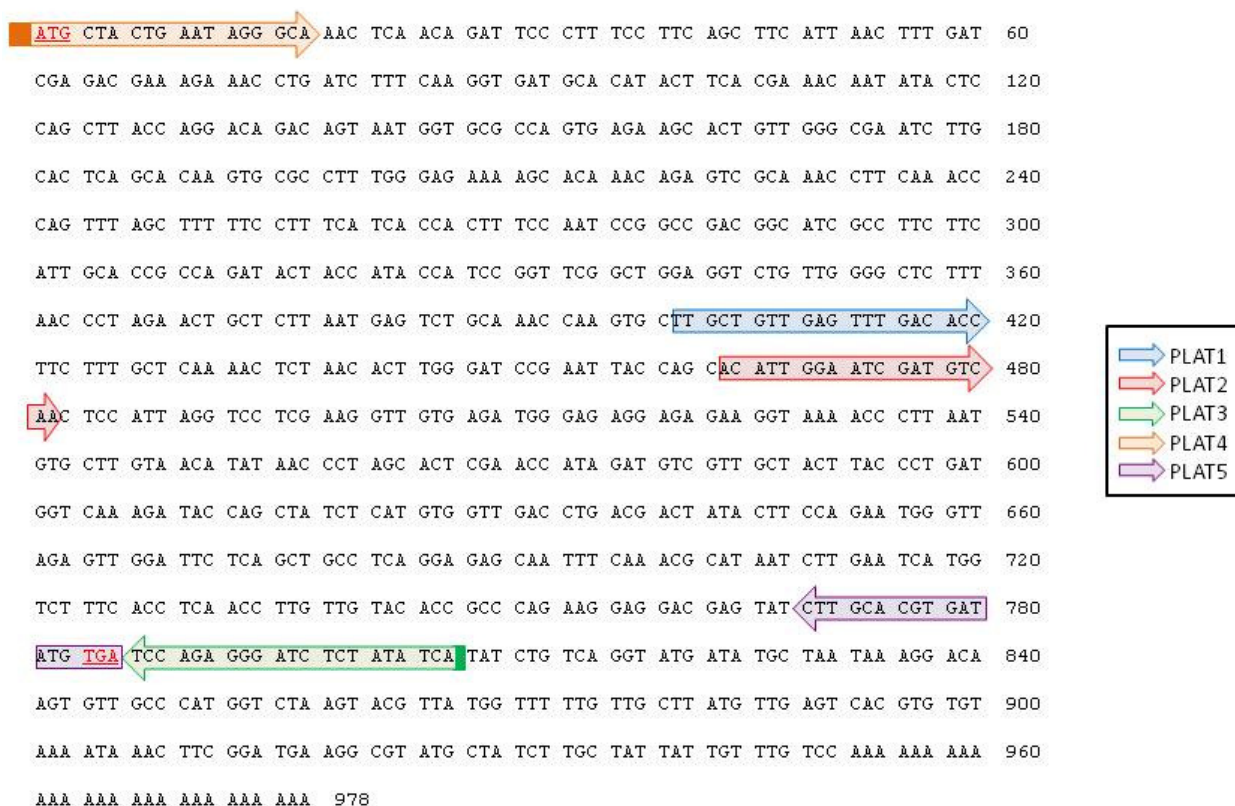 ATG CTA CTG AAT AGG GCA AAC TCA ACA GAT TCC CTT TCC TTC AGC TTC ATT AAC TTT GAT 60
CGA GAC GAA AGA AAC CTG ATC TTT CAA GGT GAT GCA CAT ACT TCA CGA AAC AAT ATA CTC 120
CAG CTT ACC AGG ACA GAC AGT AAT GGT GCG CCA GTG AGA AGC ACT GTT GGG CGA ATC TTG 180
CAC TCA GCA CAA GTG CGC CTT TGG GAG AAA AGC ACA AAC AGA GTC GCA AAC CTT CAA ACC 240
CAG TTT AGC TTT TTC CTT TCA TCA CCA CTT TCC AAT CCG GCC GAC GGC ATC GCC TTC TTC 300
ATT GCA CCG CCA GAT ACT ACC ATA CCA TCC GGT TCG GCT GGA GGT CTG TTG GGG CTC TTT 360
AAC CCT AGA ACT GCT CTT AAT GAG TCT GCA AAC CAA GTG CTT GCT GTT GAG TTT GAC ACC 420
TTC TTT GCT CAA AAC TCT AAC ACT TGG GAT CCG AAT TAC CAG CAC ATT GGA ATC GAT GTC 480
AAC TCC ATT AGG TCC TCG AAG GTT GTG AGA TGG GAG AGG AGA GAA GGT AAA ACC CTT AAT 540
GTG CTT GTA ACA TAT AAC CCT AGC ACT CGA ACC ATA GAT GTC GTT GCT ACT TAC CCT GAT 600
GGT CAA AGA TAC CAG CTA TCT CAT GTG GTT GAC CTG ACG ACT ATA CTT CCA GAA TGG GTT 660
AGA GTT GGA TTC TCA GCT GCC TCA GGA GAG CAA TTT CAA ACG CAT AAT CTT GAA TCA TGG 720
TCT TTC ACC TCA ACC TTG TTG TAC ACC GCC CAG AAG GAG GAC GAG TAT CTT GCA CGT GAT 780
ATG TGA TCC AGA GGG ATC TCT ATA TCA TAT CTG TCA GGT ATG ATA TGC TAA TAA AGG ACA 840
AGT GTT GCC CAT GGT CTA AGT ACG TTA TGG TTT TTG TTG CTT ATG TTG AGT CAC GTG TGT 900
AAA ATA AAC TTC GGA TGA AGG CGT ATG CTA TCT TGC TAT TAT TGT TTG TCC AAA AAA AAA 960
AAA AAA AAA AAA AAA AAA 978
PLAT1
PLAT2
PLAT3
PLAT4
PLAT5